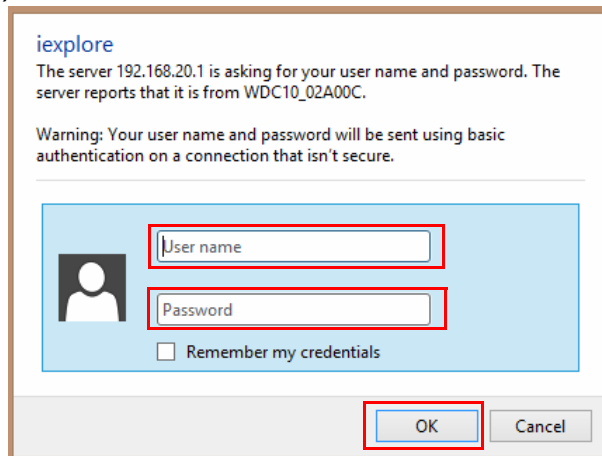 iexplore
The server 192.168.20.1 is asking for your user name and password. The
server reports that it is from WDC10_02A00C.
Warning: Your user name and password will be sent using basic
authentication on a connection that isn't secure.
User name
Password
Remember my credentials
OK Cancel